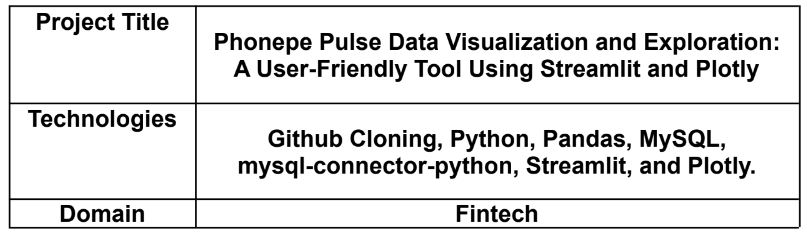 Project Title
Phonepe Pulse Data Visualization and Exploration:
A User-Friendly Tool Using Streamlit and Plotly
Technologies
Github Cloning, Python, Pandas, MySQL,
mysql-connector-python, Streamlit, and Plotly.
Domain
Fintech